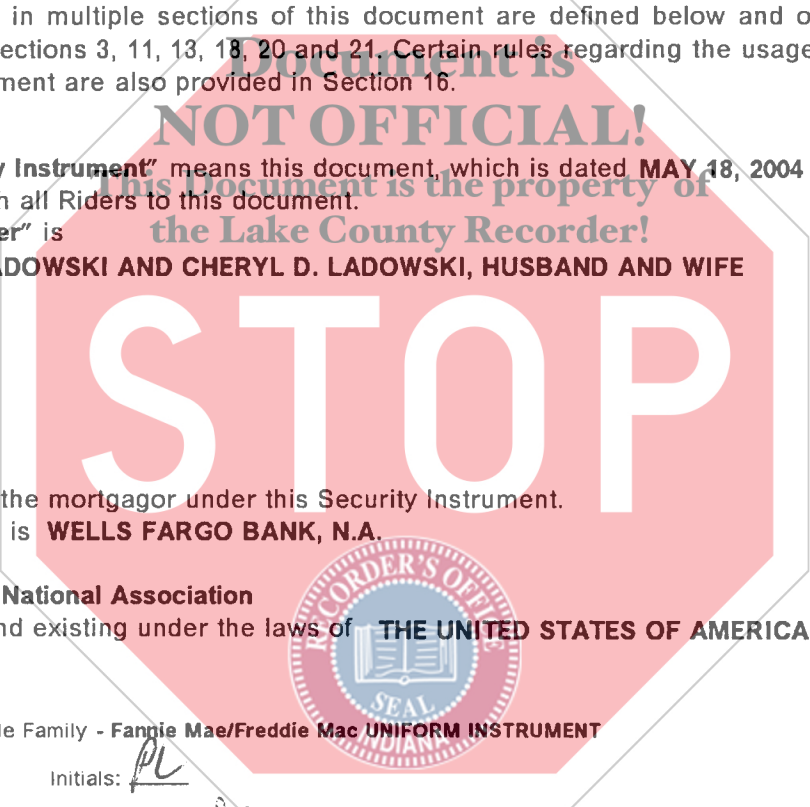 in multiple sections of this document are defined below and o
ections 3, 11, 13, 18, 20 and 21. Certain rules regarding the usage
Document is
ment are also provided in Section 16.
NOT OFFICIAL!
y Instrument” means this document, which is dated MAY 18, 2004
This Document is the property of
h all Riders to this document.
er” is
the Lake County Recorder!
ADOWSKI AND CHERYL D. LADOWSKI, HUSBAND AND WIFE
STOP
the mortgagor under this Security Instrument.
is WELLS FARGO BANK, N.A.
National Association
nd existing under the laws of THE UNITED STATES OF AMERICA
RECORDER'S OFFICE
SEAL
INDIANA
le Family - Fannie Mae/Freddie Mac UNIFORM INSTRUMENT
Initials: PL